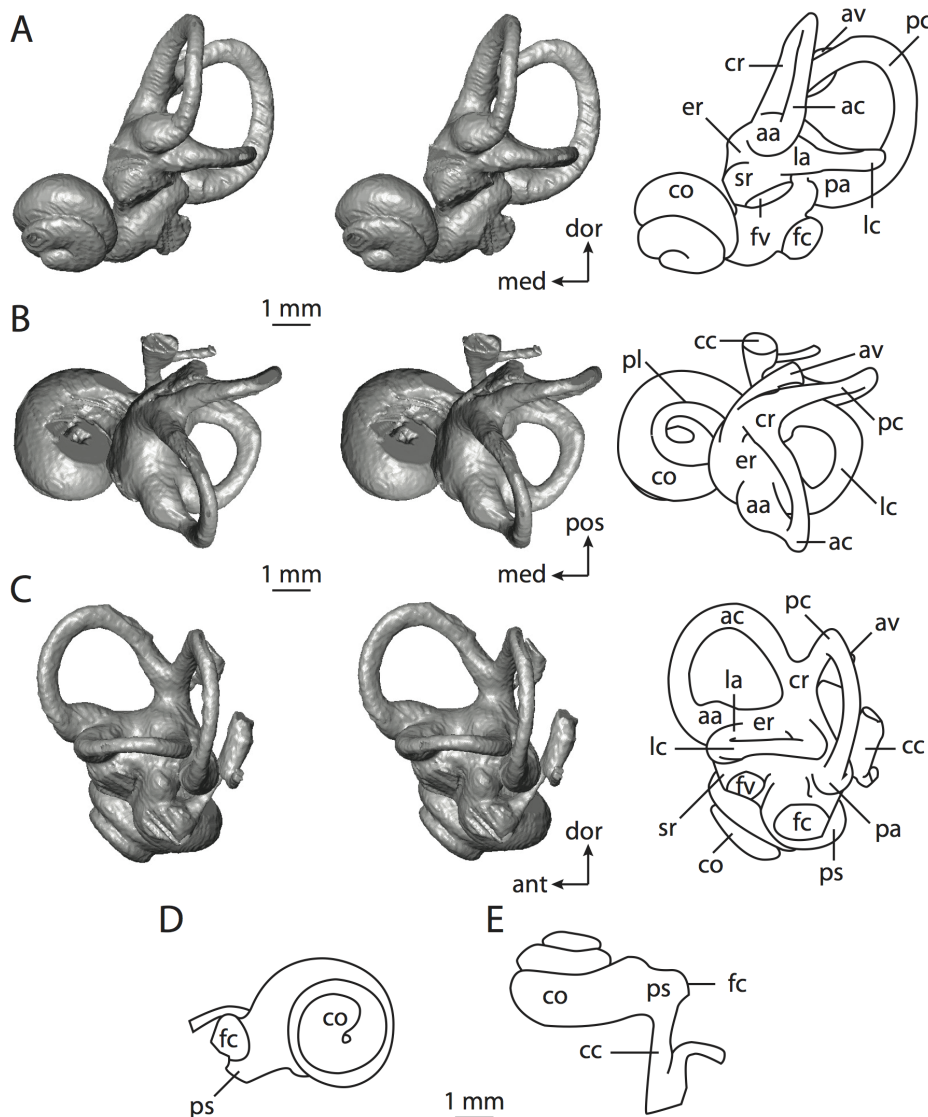 A
av
pc
cr
er
ac
aa
la
sr
co
pa
dor
fv
fc
lc
med
1 mm
B
cc
av
pl
cr
pc
er
co
aa
lc
pos
med
ac
1 mm
C
pc
ac
av
la
cr
aa
er
lc
cc
fv
sr
fc
pa
dor
co
ps
ant
D
E
co
fc
ps
co
ps
fc
cc
1 mm